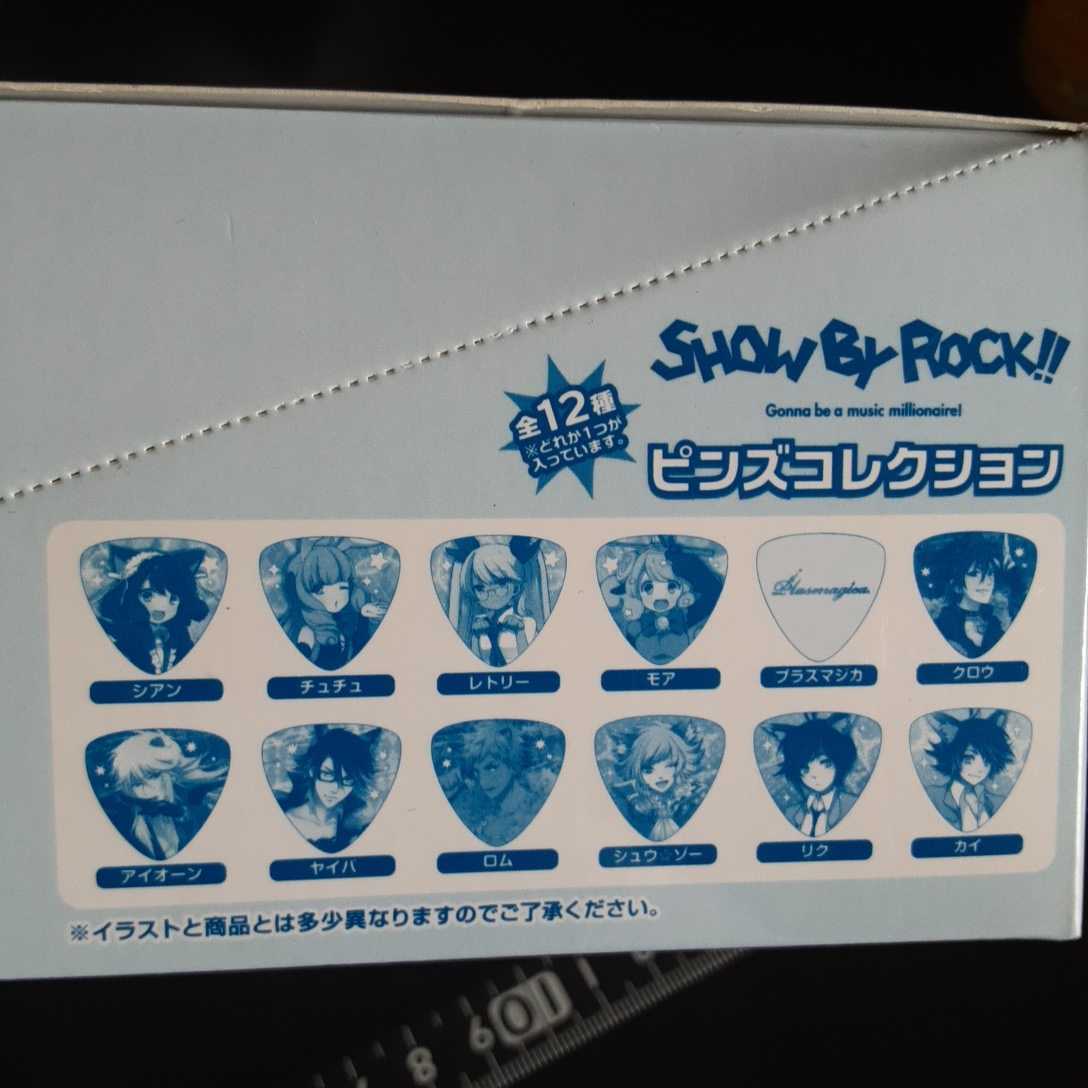 SHOW BY ROCK!!
Gonna be a music millionaire!
全12種
※どれか1つが
入っています。
ピンズコレクション
Plasmagica.
シアン
チュチュ
レトリー
モア
プラスマジカ
クロウ
アイオーン
ヤイバ
ロム
シュウ☆ゾー
リク
カイ
※イラストと商品とは多少異なりますのでご了承ください。
8 6 01